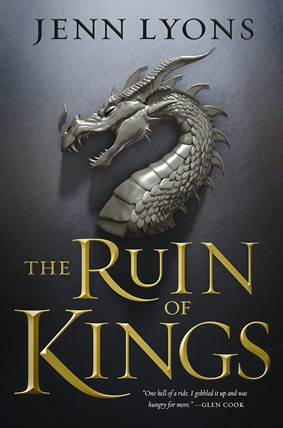 JENN LYONS
THE RUIN
OF
KINGS
"One hell of a ride. I gobbled it up and was
hungry for more." —GLEN COOK